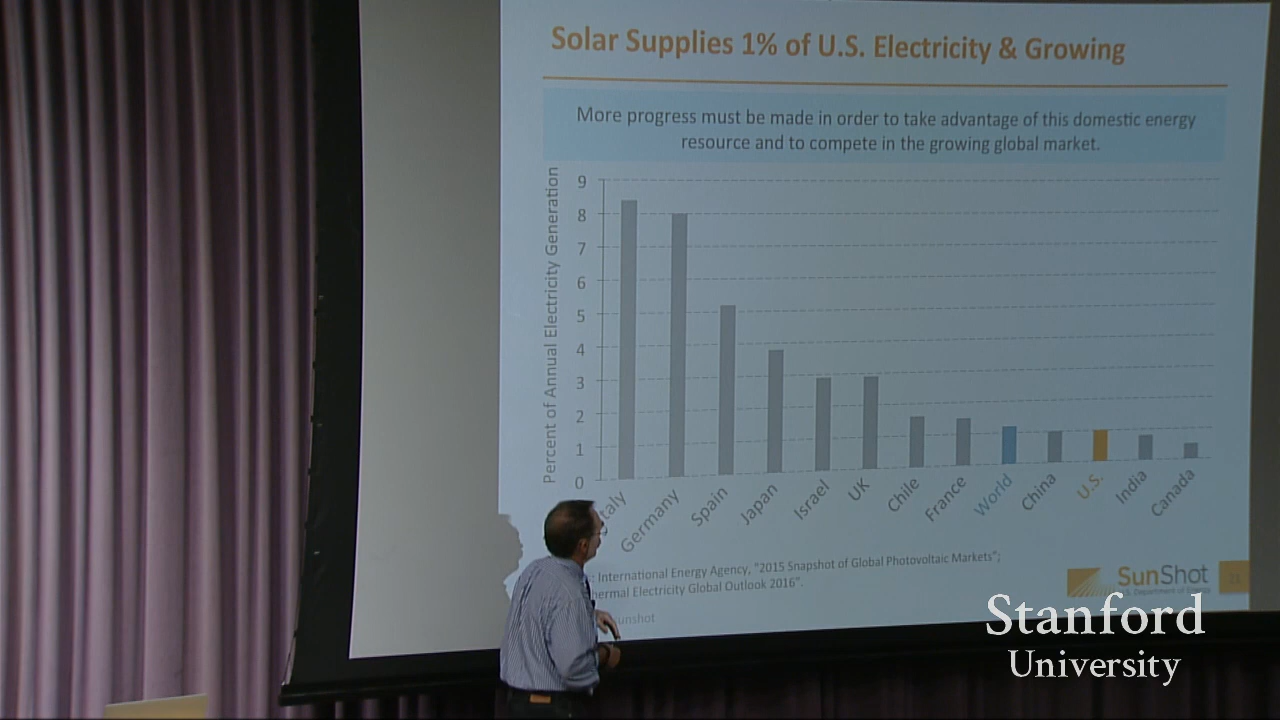 Solar Supplies 1% of U.S. Electricity & Growing
More progress must be made in order to take advantage of this domestic energy
resource and to compete in the growing global market.
Percent of Annual Electricity Generation
9
8
7
6
5
4
3
2
1
0
taly
Germany
Spain
Japan
Israel
UK
Chile
France
World
China
U.S.
India
Canada
: International Energy Agency, "2015 Snapshot of Global Photovoltaic Markets";
hermal Electricity Global Outlook 2016".
unshot
SunShot
Stanford
University